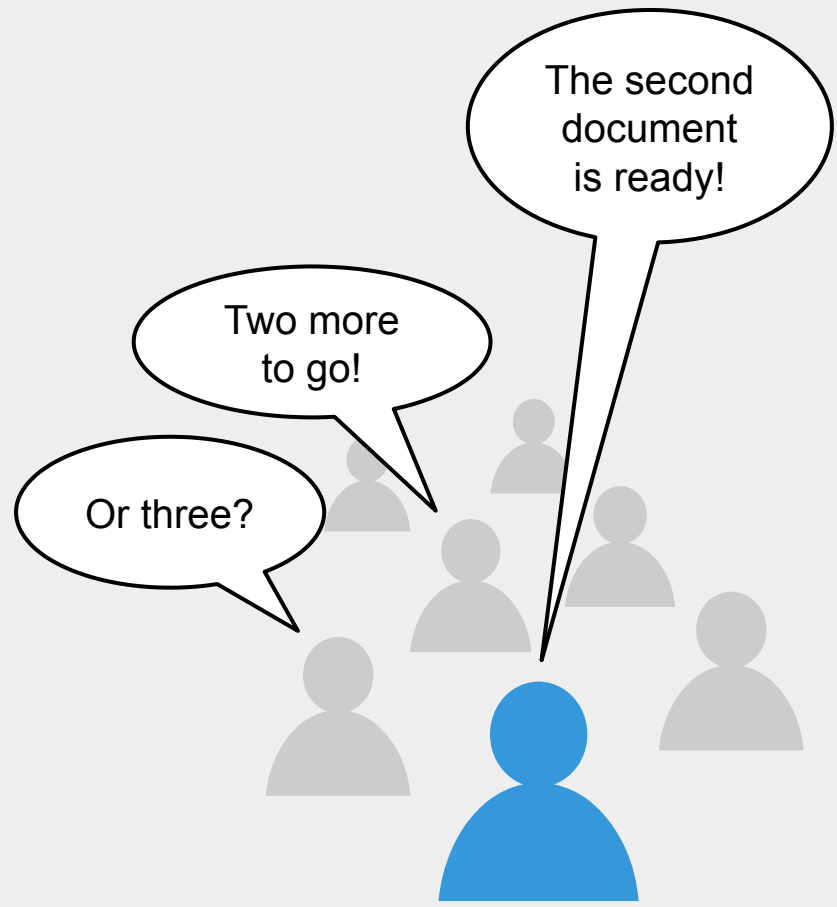 The second
document
is ready!
Two more
to go!
Or three?